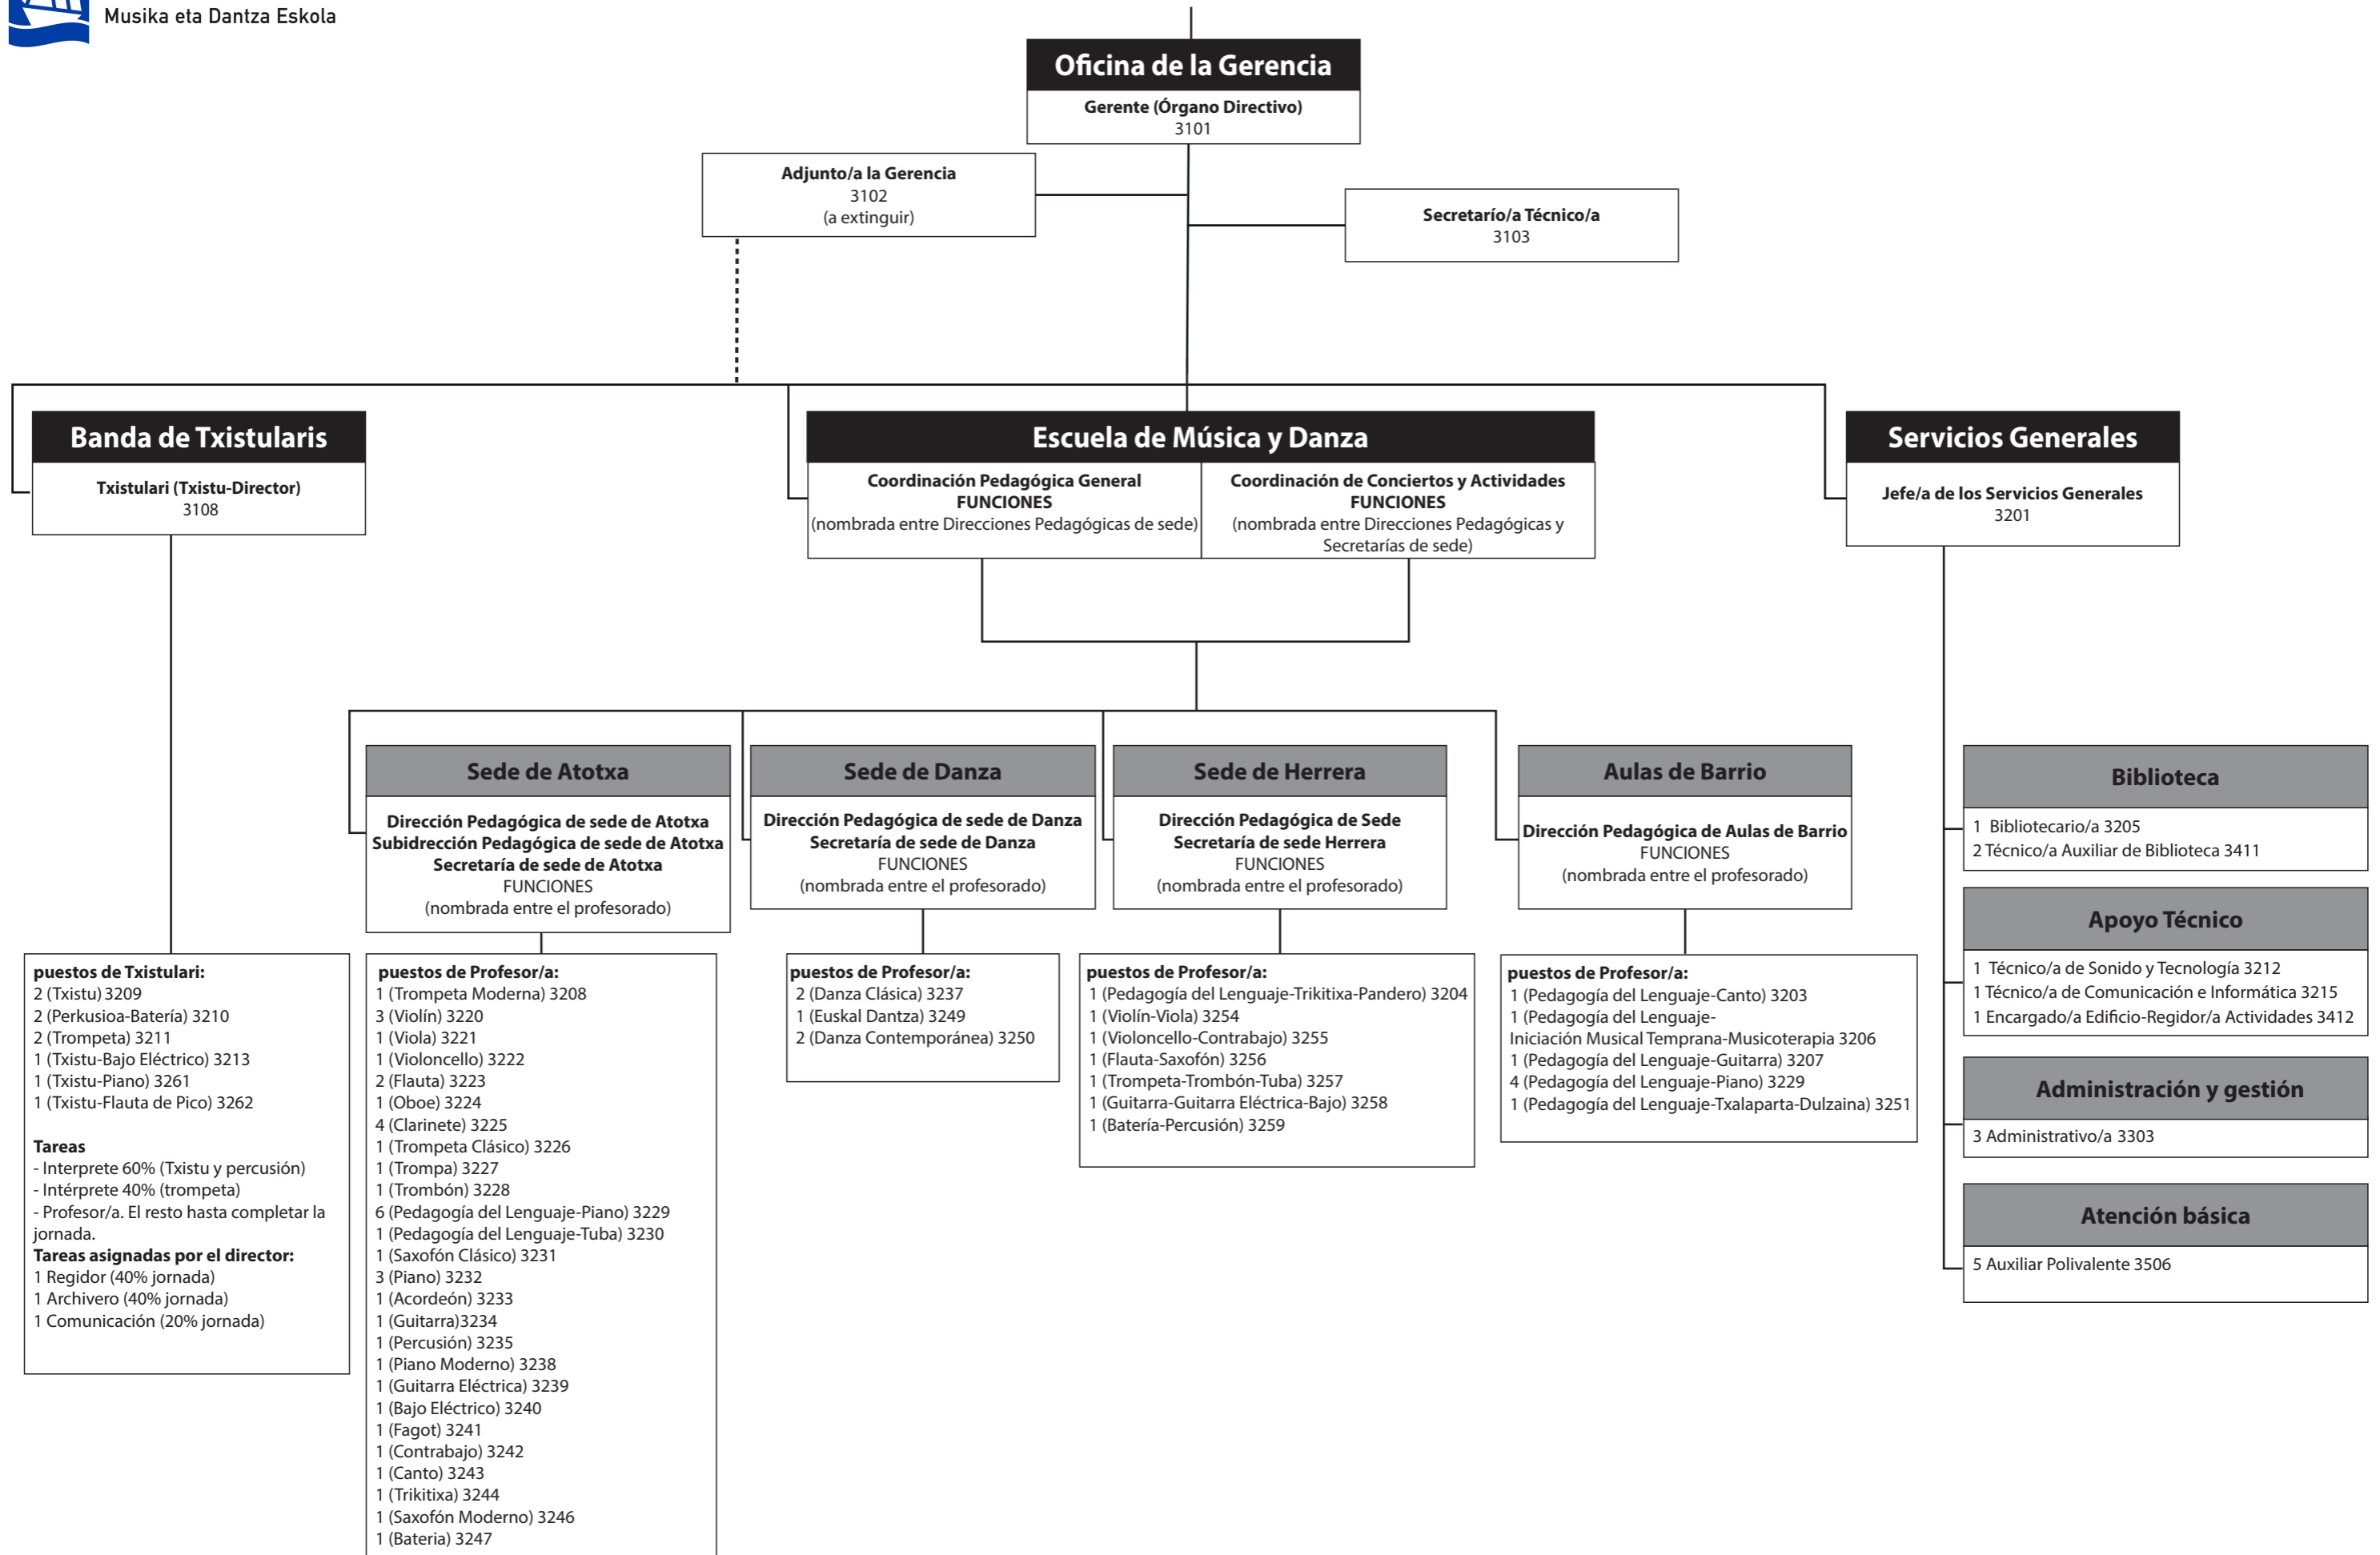 Musika eta Dantza Eskola
Oficina de la Gerencia
Gerente (Órgano Directivo)
3101
Adjunto/a la Gerencia
3102
(a extinguir)
Secretarío/a Técnico/a
3103
Banda de Txistularis
Txistulari (Txistu-Director)
3108
Escuela de Música y Danza
Coordinación Pedagógica General
FUNCIONES
(nombrada entre Direcciones Pedagógicas de sede)
Coordinación de Conciertos y Actividades
FUNCIONES
(nombrada entre Direcciones Pedagógicas y
Secretarías de sede)
Servicios Generales
Jefe/a de los Servicios Generales
3201
Sede de Atotxa
Dirección Pedagógica de sede de Atotxa
Subidrección Pedagógica de sede de Atotxa
Secretaría de sede de Atotxa
FUNCIONES
(nombrada entre el profesorado)
Sede de Danza
Dirección Pedagógica de sede de Danza
Secretaría de sede de Danza
FUNCIONES
(nombrada entre el profesorado)
Sede de Herrera
Dirección Pedagógica de Sede
Secretaría de sede Herrera
FUNCIONES
(nombrada entre el profesorado)
Aulas de Barrio
Dirección Pedagógica de Aulas de Barrio
FUNCIONES
(nombrada entre el profesorado)
Biblioteca
1 Bibliotecario/a 3205
2 Técnico/a Auxiliar de Biblioteca 3411
Apoyo Técnico
1 Técnico/a de Sonido y Tecnología 3212
1 Técnico/a de Comunicación e Informática 3215
1 Encargado/a Edificio-Regidor/a Actividades 3412
Administración y gestión
3 Administrativo/a 3303
Atención básica
5 Auxiliar Polivalente 3506
puestos de Txistulari:
2 (Txistu) 3209
2 (Perkusioa-Batería) 3210
2 (Trompeta) 3211
1 (Txistu-Bajo Eléctrico) 3213
1 (Txistu-Piano) 3261
1 (Txistu-Flauta de Pico) 3262
Tareas
- Interprete 60% (Txistu y percusión)
- Intérprete 40% (trompeta)
- Profesor/a. El resto hasta completar la
jornada.
Tareas asignadas por el director:
1 Regidor (40% jornada)
1 Archivero (40% jornada)
1 Comunicación (20% jornada)
puestos de Profesor/a:
1 (Trompeta Moderna) 3208
3 (Violín) 3220
1 (Viola) 3221
1 (Violoncello) 3222
2 (Flauta) 3223
1 (Oboe) 3224
4 (Clarinete) 3225
1 (Trompeta Clásico) 3226
1 (Trompa) 3227
1 (Trombón) 3228
6 (Pedagogía del Lenguaje-Piano) 3229
1 (Pedagogía del Lenguaje-Tuba) 3230
1 (Saxofón Clásico) 3231
3 (Piano) 3232
1 (Acordeón) 3233
1 (Guitarra)3234
1 (Percusión) 3235
1 (Piano Moderno) 3238
1 (Guitarra Eléctrica) 3239
1 (Bajo Eléctrico) 3240
1 (Fagot) 3241
1 (Contrabajo) 3242
1 (Canto) 3243
1 (Trikitixa) 3244
1 (Saxofón Moderno) 3246
1 (Bateria) 3247
puestos de Profesor/a:
2 (Danza Clásica) 3237
1 (Euskal Dantza) 3249
2 (Danza Contemporánea) 3250
puestos de Profesor/a:
1 (Pedagogía del Lenguaje-Trikitixa-Pandero) 3204
1 (Violín-Viola) 3254
1 (Violoncello-Contrabajo) 3255
1 (Flauta-Saxofón) 3256
1 (Trompeta-Trombón-Tuba) 3257
1 (Guitarra-Guitarra Eléctrica-Bajo) 3258
1 (Batería-Percusión) 3259
puestos de Profesor/a:
1 (Pedagogía del Lenguaje-Canto) 3203
1 (Pedagogía del Lenguaje-
Iniciación Musical Temprana-Musicoterapia 3206
1 (Pedagogía del Lenguaje-Guitarra) 3207
4 (Pedagogía del Lenguaje-Piano) 3229
1 (Pedagogía del Lenguaje-Txalaparta-Dulzaina) 3251